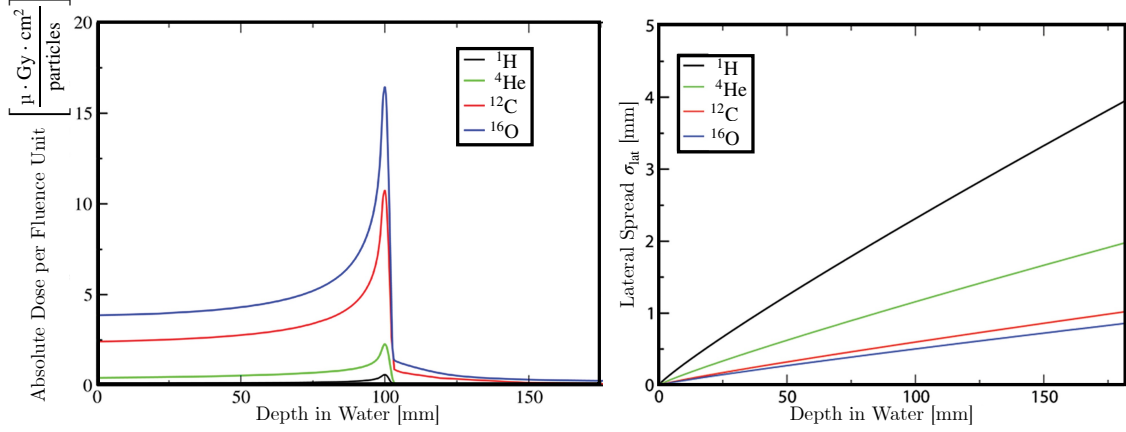 Absolute Dose per Fluence Unit [µ · Gy · cm² / particles]
20
15
10
5
0
¹H
⁴He
¹²C
¹⁶O
0 50 100 150
Depth in Water [mm]
Lateral Spread σ_lat [mm]
5
4
3
2
1
0
¹H
⁴He
¹²C
¹⁶O
0 50 100 150
Depth in Water [mm]